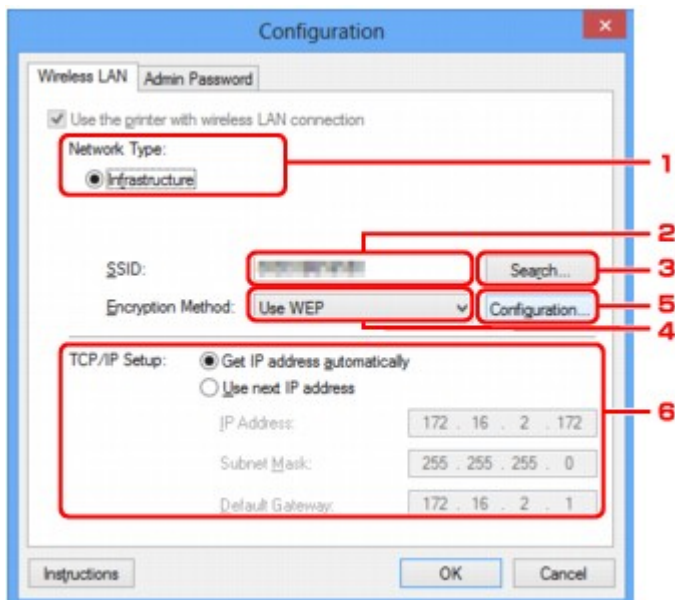 Configuration
Wireless LAN Admin Password
Use the printer with wireless LAN connection
Network Type:
Infrastructure
1
2
SSID:
Search...
3
Encryption Method: Use WEP Configuration...
5
4
TCP/IP Setup: Get IP address automatically
Use next IP address
6
IP Address: 172 . 16 . 2 . 172
Subnet Mask: 255 . 255 . 255 . 0
Default Gateway: 172 . 16 . 2 . 1
Instructions OK Cancel